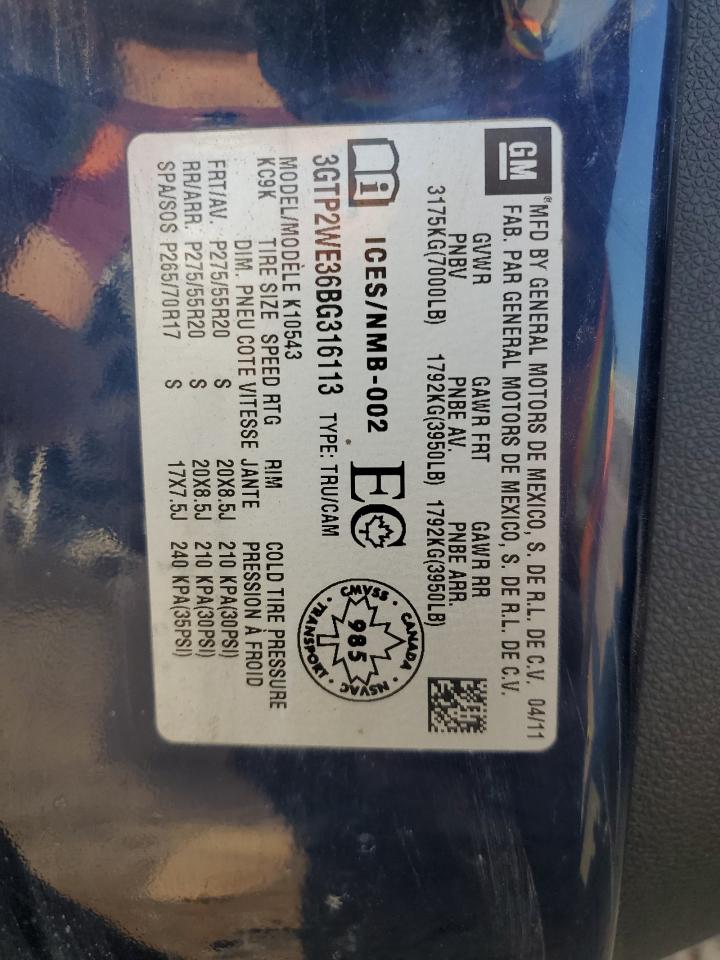 GM
®MFD BY GENERAL MOTORS DE MEXICO, S. DE R.L. DE C.V. 04/11
FAB. PAR GENERAL MOTORS DE MEXICO, S. DE R.L. DE C.V.
GVWR GAWR FRT GAWR RR
PNBV PNBE AV. PNBE ARR.
3175KG(7000LB) 1792KG(3950LB) 1792KG(3950LB)
i ICES/NMB-002 EC
CANADA
CMVSS 985 NSVAC
TRANSPORT
3GTP2WE36BG316113 TYPE: TRU/CAM
MODEL/MODÈLE K10543
KC9K TIRE SIZE SPEED RTG RIM COLD TIRE PRESSURE
DIM. PNEU COTE VITESSE JANTE PRESSION À FROID
FRT/AV. P275/55R20 S 20X8.5J 210 KPA(30PSI)
RR/ARR. P275/55R20 S 20X8.5J 210 KPA(30PSI)
SPA/SOS P265/70R17 S 17X7.5J 240 KPA(35PSI)